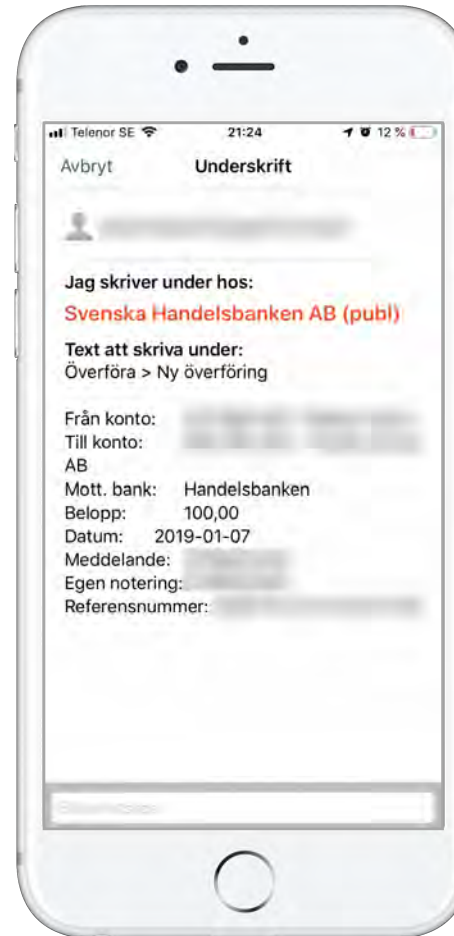 Telenor SE 21:24 12 %
Avbryt Underskrift
Jag skriver under hos:
Svenska Handelsbanken AB (publ)
Text att skriva under:
Överföra > Ny överföring
Från konto:
Till konto:
AB
Mott. bank: Handelsbanken
Belopp: 100,00
Datum: 2019-01-07
Meddelande:
Egen notering:
Referensnummer: